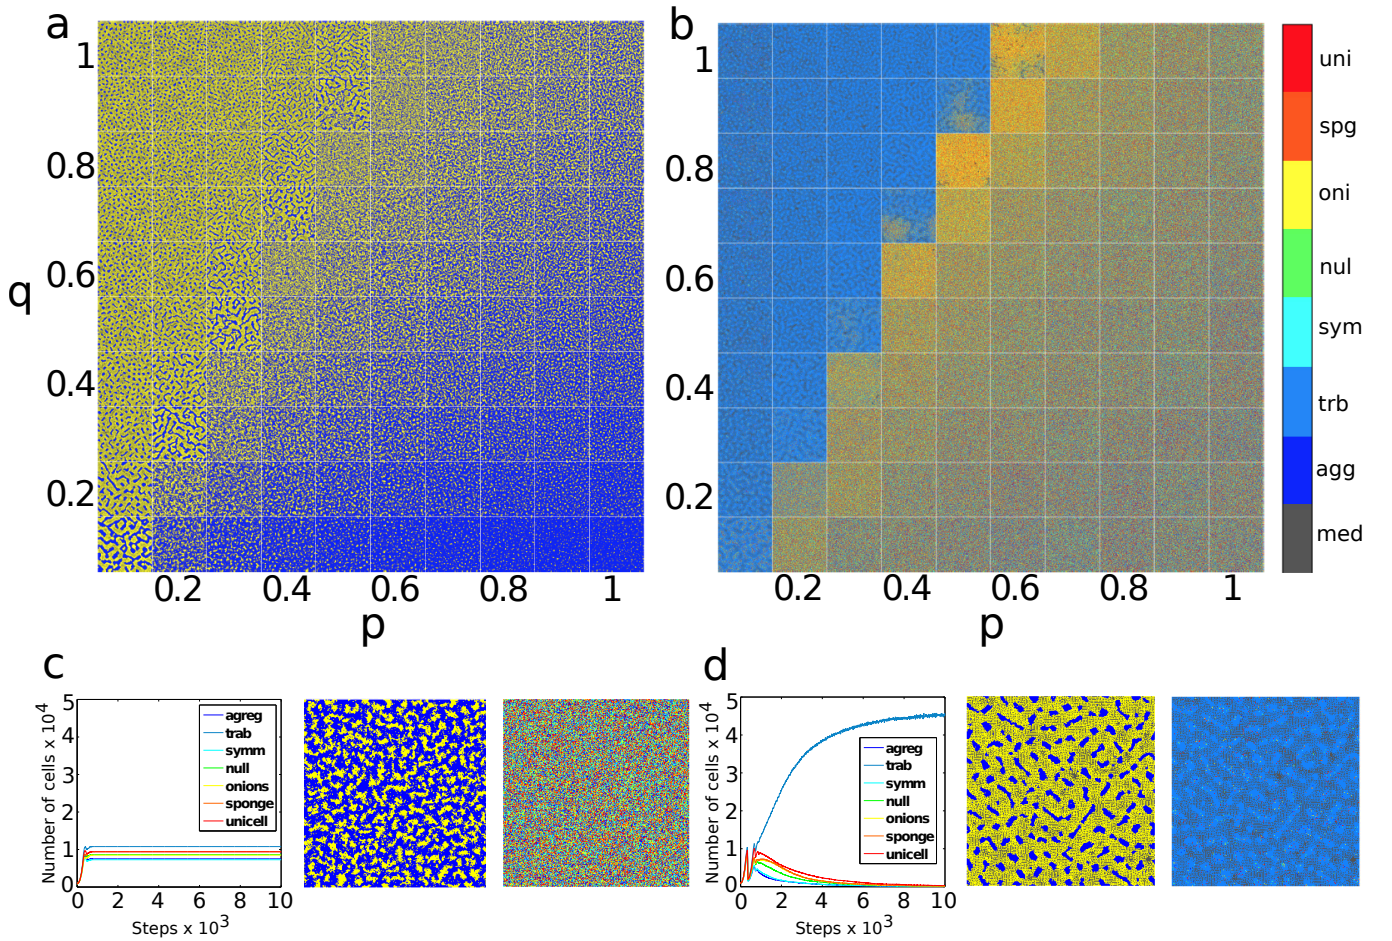 a
1
0.8
0.6
q
0.4
0.2
0.2 0.4 0.6 0.8 1
p
b
1
0.8
0.6
0.4
0.2
0.2 0.4 0.6 0.8 1
p
uni
spg
oni
nul
sym
trb
agg
med
c
Number of cells x 10^4
5
4
3
2
1
0
agreg
trab
symm
null
onions
sponge
unicell
0 2 4 6 8 10
Steps x 10^3
d
Number of cells x 10^4
5
4
3
2
1
0
agreg
trab
symm
null
onions
sponge
unicell
0 2 4 6 8 10
Steps x 10^3